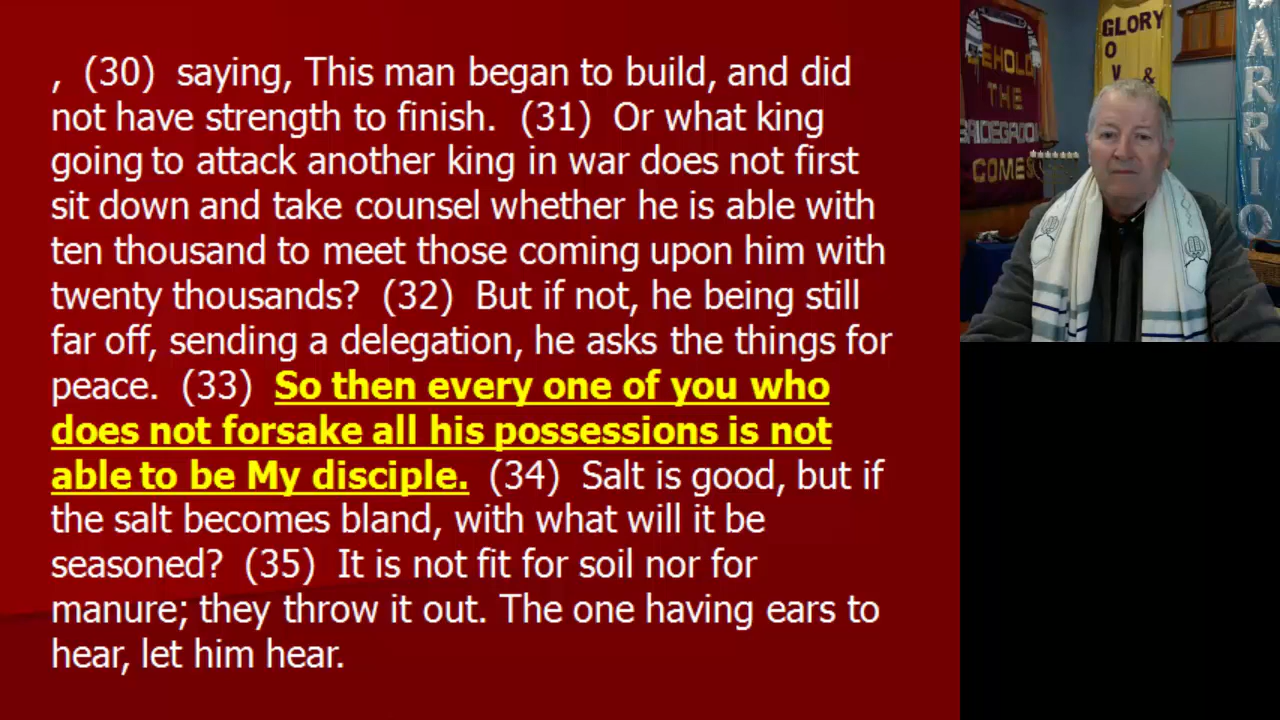 , (30) saying, This man began to build, and did
not have strength to finish. (31) Or what king
going to attack another king in war does not first
sit down and take counsel whether he is able with
ten thousand to meet those coming upon him with
twenty thousands? (32) But if not, he being still
far off, sending a delegation, he asks the things for
peace. (33) So then every one of you who
does not forsake all his possessions is not
able to be My disciple. (34) Salt is good, but if
the salt becomes bland, with what will it be
seasoned? (35) It is not fit for soil nor for
manure; they throw it out. The one having ears to
hear, let him hear.
EHOLD
THE
BRIDEGROO
COMES
GLORY
O
V
&
ARRIO